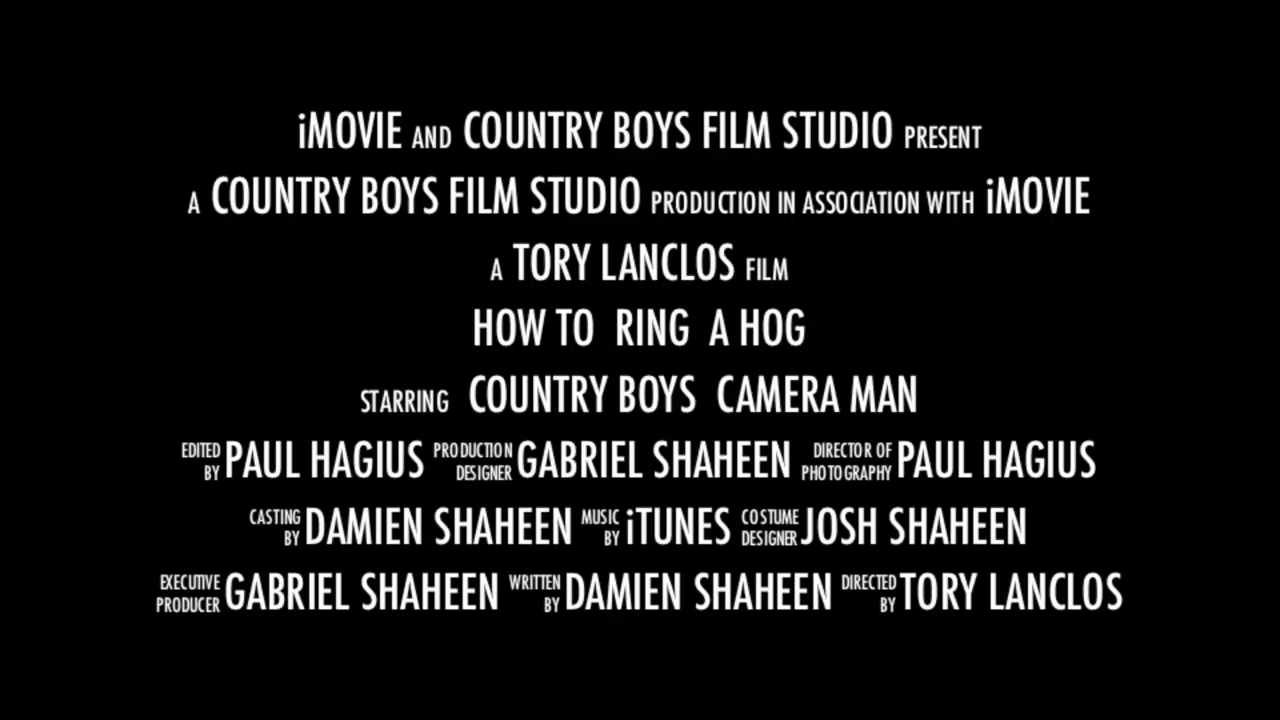 iMOVIE AND COUNTRY BOYS FILM STUDIO PRESENT
A COUNTRY BOYS FILM STUDIO PRODUCTION IN ASSOCIATION WITH iMOVIE
A TORY LANCLOS FILM
HOW TO RING A HOG
STARRING COUNTRY BOYS CAMERA MAN
EDITED BY PAUL HAGIUS PRODUCTION DESIGNER GABRIEL SHAHEEN DIRECTOR OF PHOTOGRAPHY PAUL HAGIUS
CASTING BY DAMIEN SHAHEEN MUSIC BY iTUNES COSTUME DESIGNER JOSH SHAHEEN
EXECUTIVE PRODUCER GABRIEL SHAHEEN WRITTEN BY DAMIEN SHAHEEN DIRECTED BY TORY LANCLOS